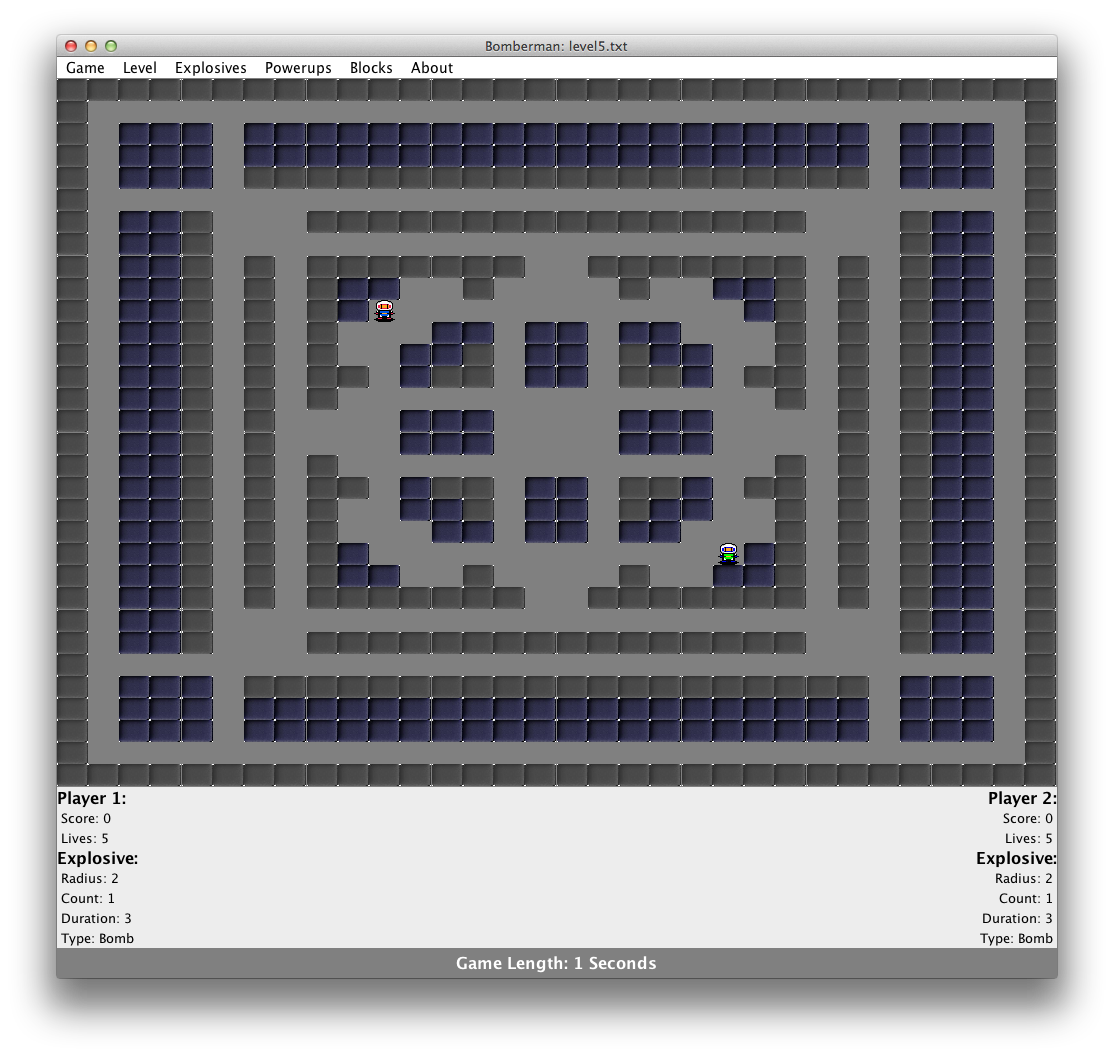 Bomberman: level5.txt
Game Level Explosives Powerups Blocks About
Player 1: Player 2:
Score: 0 Score: 0
Lives: 5 Lives: 5
Explosive: Explosive:
Radius: 2 Radius: 2
Count: 1 Count: 1
Duration: 3 Duration: 3
Type: Bomb Type: Bomb
Game Length: 1 Seconds